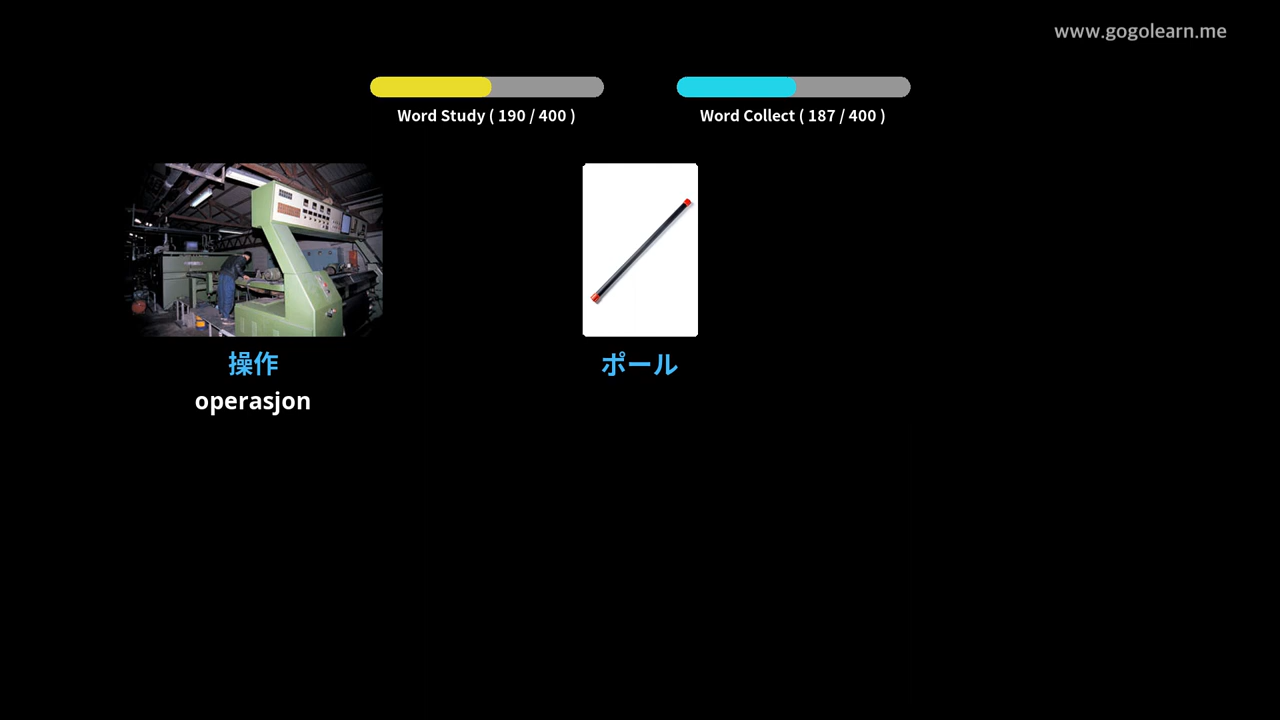 www.gogolearn.me
Word Study ( 190 / 400 )
Word Collect ( 187 / 400 )
操作
ポール
operasjon